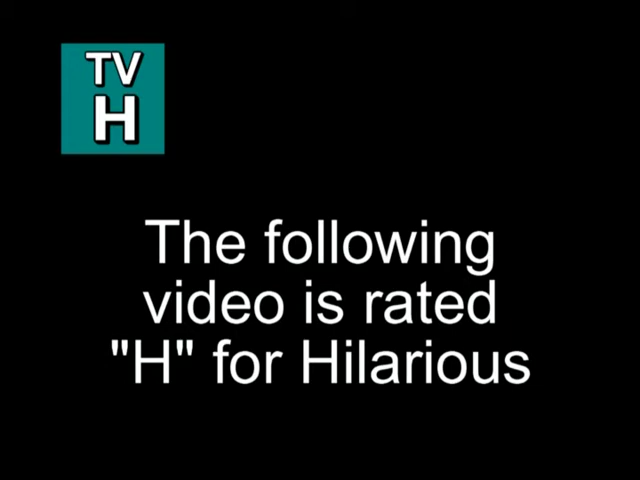 TV
H
The following
video is rated
"H" for Hilarious